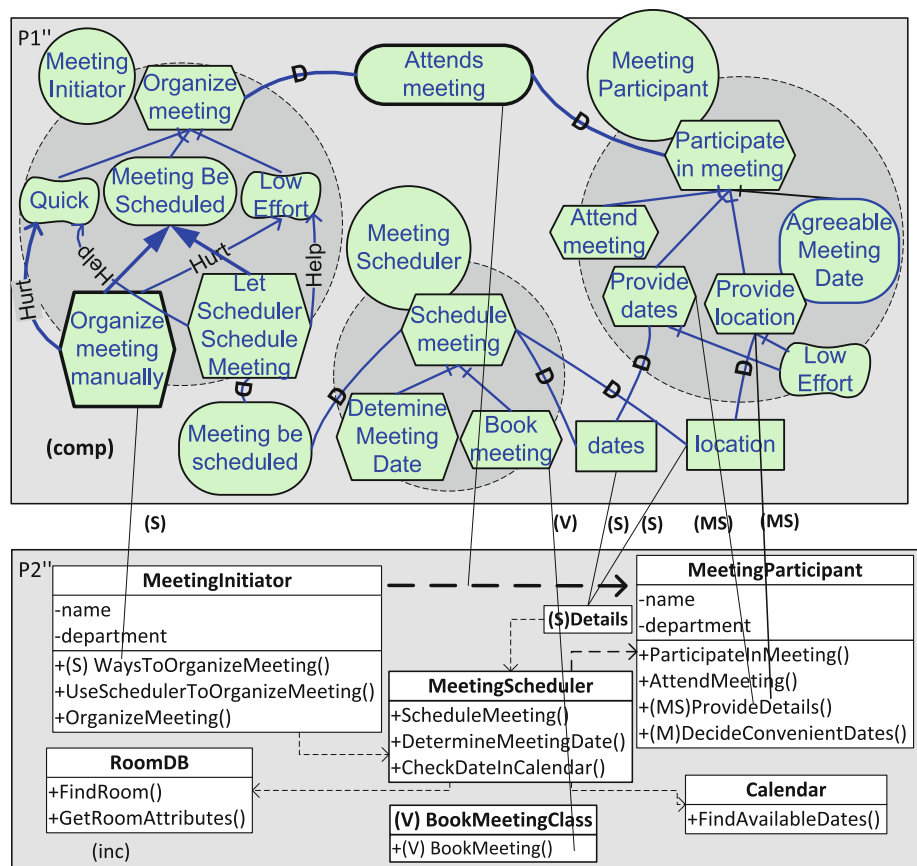 P1''
Meeting
Initiator
Organize
meeting
D
Attends
meeting
D
Meeting
Participant
Participate
in meeting
Quick
Meeting Be
Scheduled
Low
Effort
Meeting
Scheduler
Attend
meeting
Agreeable
Meeting
Date
Hurt
Help
Hurt
Help
Organize
meeting
manually
Let
Scheduler
Schedule
Meeting
Schedule
meeting
Provide
dates
Provide
location
D
D
D
D
D
D
Low
Effort
(comp)
Meeting be
scheduled
Detemine
Meeting
Date
Book
meeting
dates
location
(S)
(V)
(S)
(S)
(MS)
(MS)
P2''
MeetingInitiator
-name
-department
+(S) WaysToOrganizeMeeting()
+UseSchedulerToOrganizeMeeting()
+OrganizeMeeting()
(S)Details
MeetingParticipant
-name
-department
+ParticipateInMeeting()
+AttendMeeting()
+(MS)ProvideDetails()
+(M)DecideConvenientDates()
MeetingScheduler
+ScheduleMeeting()
+DetermineMeetingDate()
+CheckDateInCalendar()
RoomDB
+FindRoom()
+GetRoomAttributes()
(inc)
(V) BookMeetingClass
+(V) BookMeeting()
Calendar
+FindAvailableDates()